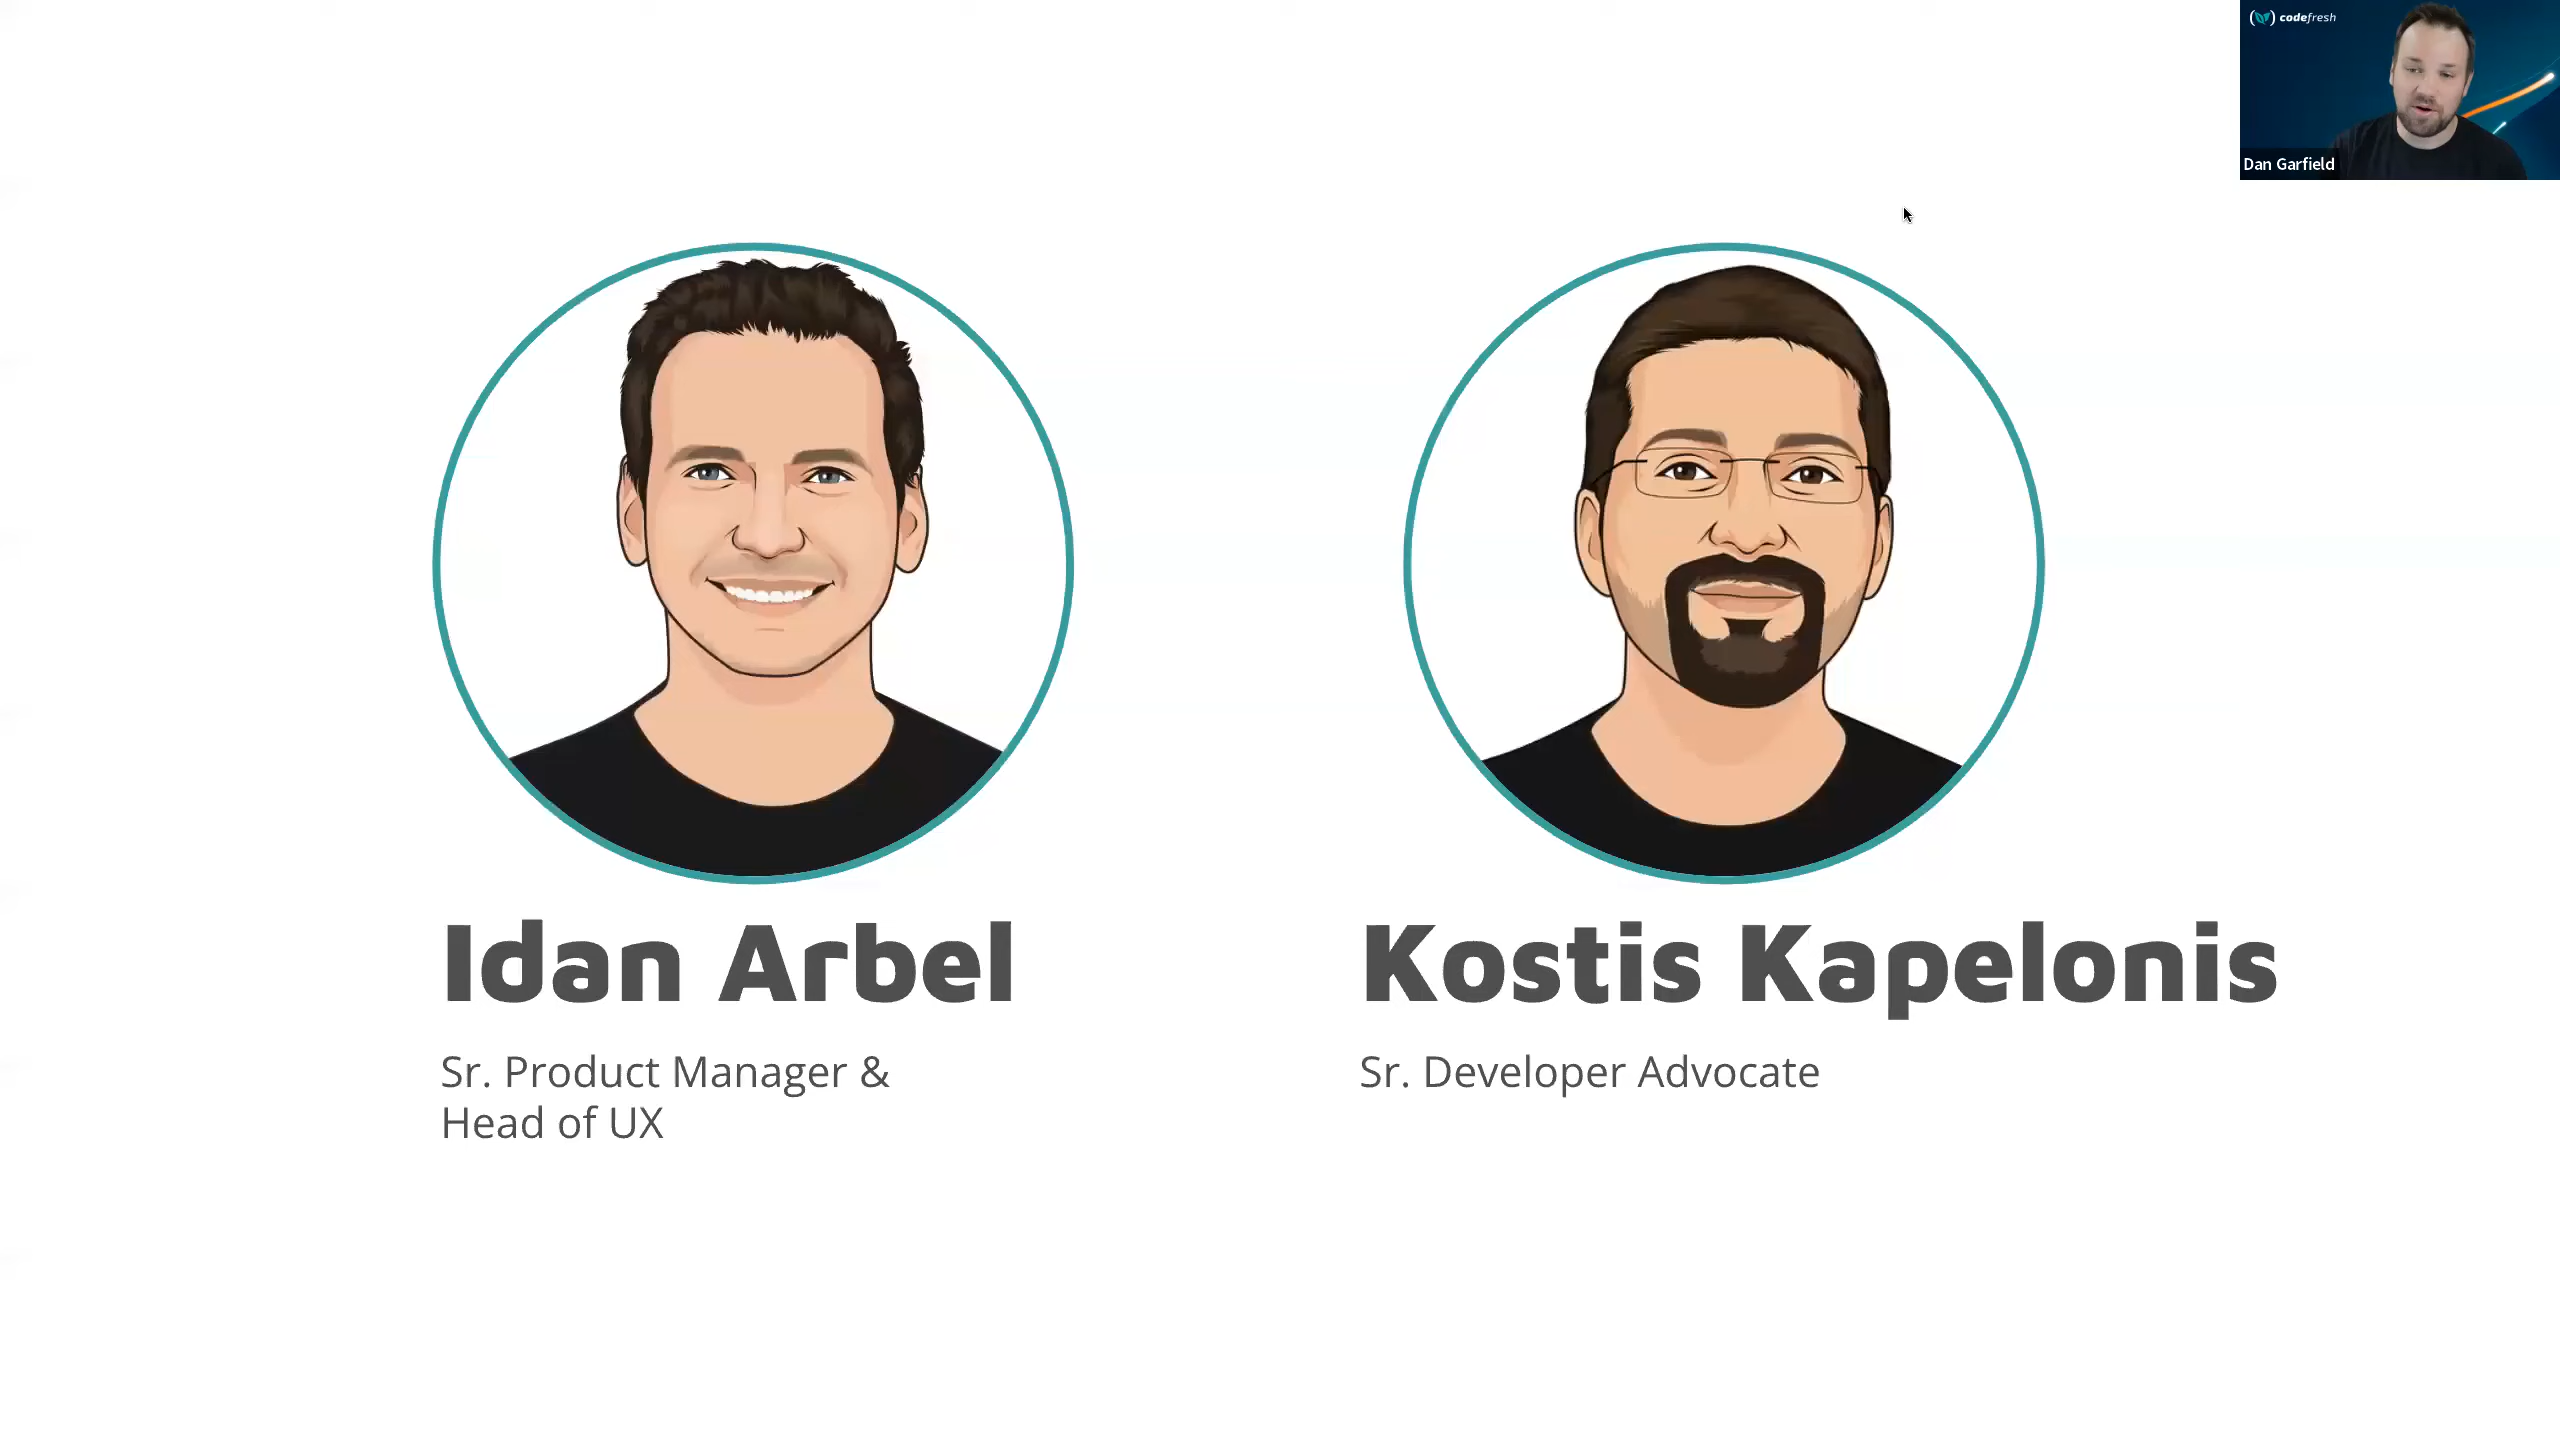 codefresh
Dan Garfield
Idan Arbel
Kostis Kapelonis
Sr. Product Manager &
Head of UX
Sr. Developer Advocate